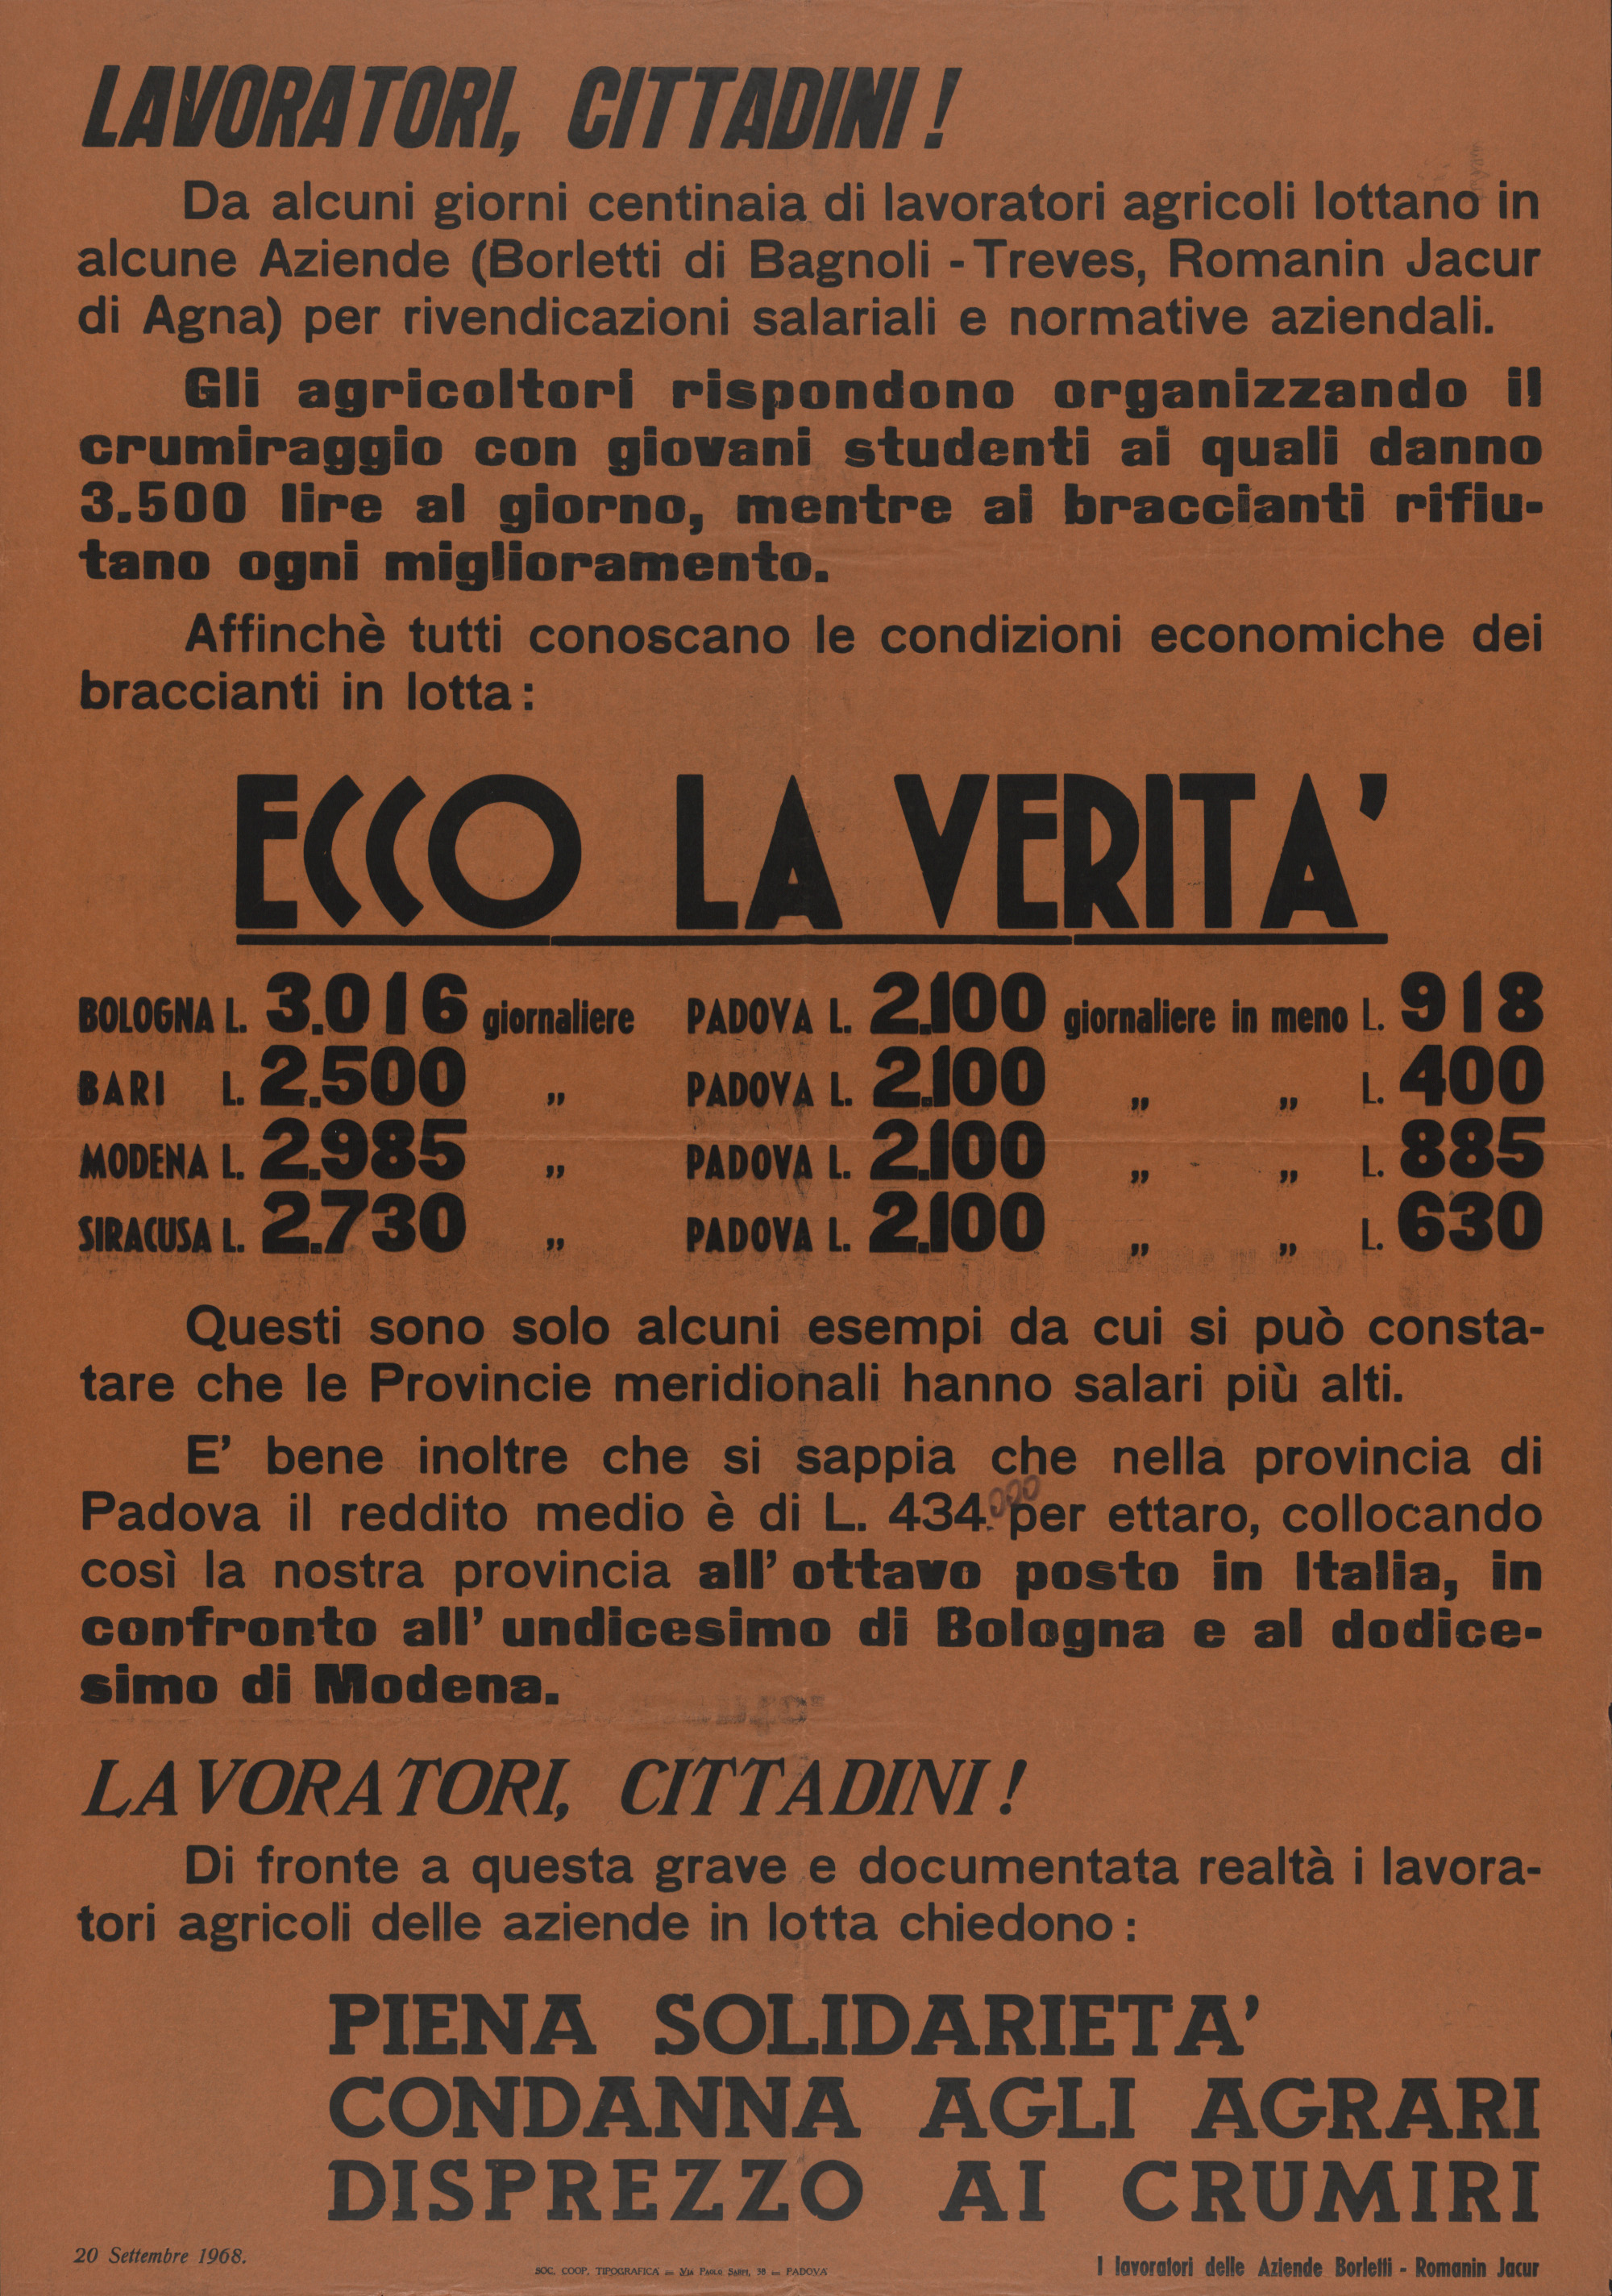 LAVORATORI, CITTADINI!
Da alcuni giorni centinaia di lavoratori agricoli lottano in
alcune Aziende (Borletti di Bagnoli - Treves, Romanin Jacur
di Agna) per rivendicazioni salariali e normative aziendali.
Gli agricoltori rispondono organizzando il
crumiraggio con giovani studenti ai quali danno
3.500 lire al giorno, mentre ai braccianti rifiu-
tano ogni miglioramento.
Affinchè tutti conoscano le condizioni economiche dei
braccianti in lotta:
ECCO LA VERITA'
BOLOGNA L. 3.016 giornaliere PADOVA L. 2.100 giornaliere in meno L. 918
BARI L. 2.500 „ PADOVA L. 2.100 „ „ L. 400
MODENA L. 2.985 „ PADOVA L. 2.100 „ „ L. 885
SIRACUSA L. 2.730 „ PADOVA L. 2.100 „ „ L. 630
Questi sono solo alcuni esempi da cui si può consta-
tare che le Provincie meridionali hanno salari più alti.
E' bene inoltre che si sappia che nella provincia di
Padova il reddito medio è di L. 434.000 per ettaro, collocando
così la nostra provincia all' ottavo posto in Italia, in
confronto all' undicesimo di Bologna e al dodice-
simo di Modena.
LAVORATORI, CITTADINI!
Di fronte a questa grave e documentata realtà i lavora-
tori agricoli delle aziende in lotta chiedono:
PIENA SOLIDARIETA'
CONDANNA AGLI AGRARI
DISPREZZO AI CRUMIRI
20 Settembre 1968.
SOC. COOP. TIPOGRAFICA - Via Paolo Sarpi, 38 - PADOVA
I lavoratori delle Aziende Borletti - Romanin Jacur